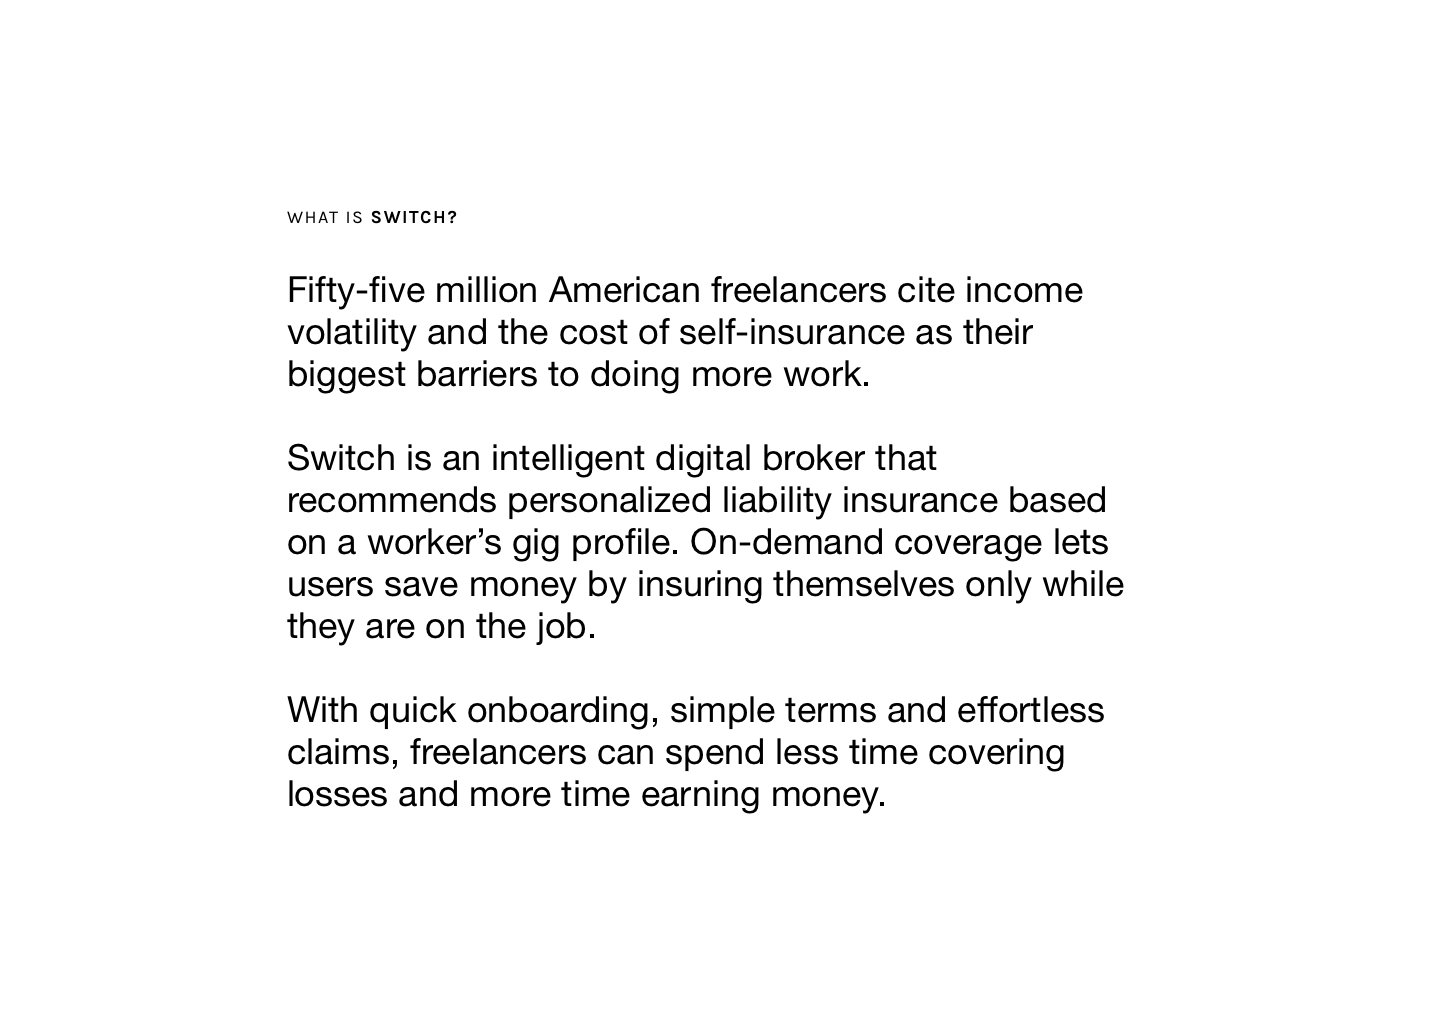 WHAT IS SWITCH?
Fifty-five million American freelancers cite income
volatility and the cost of self-insurance as their
biggest barriers to doing more work.
Switch is an intelligent digital broker that
recommends personalized liability insurance based
on a worker’s gig profile. On-demand coverage lets
users save money by insuring themselves only while
they are on the job.
With quick onboarding, simple terms and effortless
claims, freelancers can spend less time covering
losses and more time earning money.